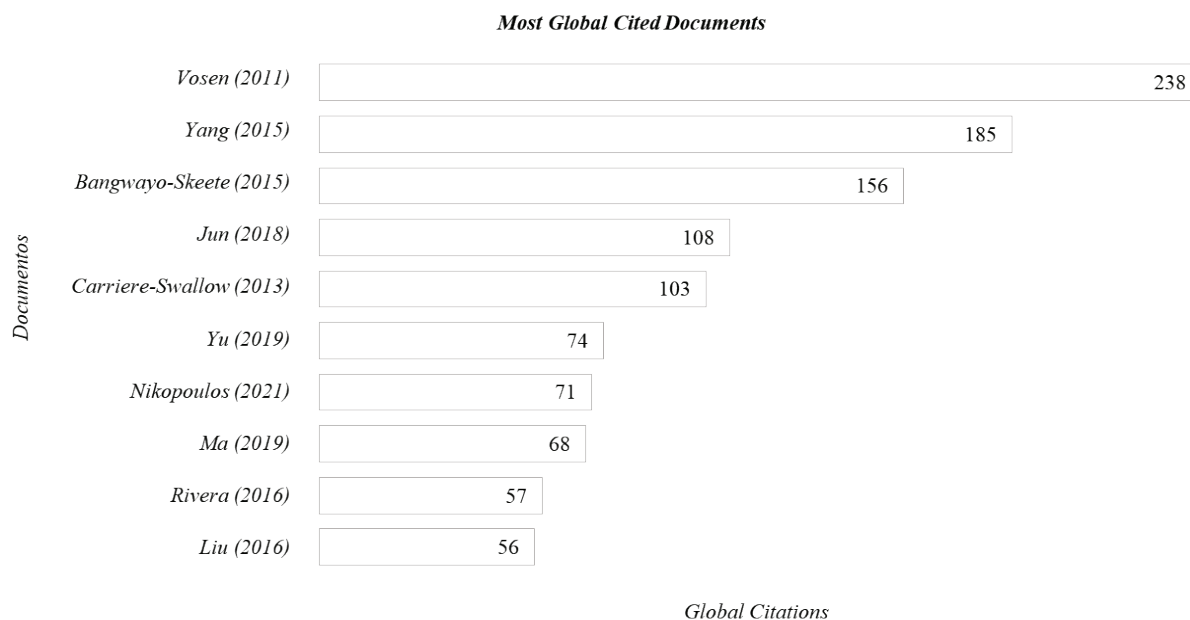 Most Global Cited Documents
Documentos
Vosen (2011) 238
Yang (2015) 185
Bangwayo-Skeete (2015) 156
Jun (2018) 108
Carriere-Swallow (2013) 103
Yu (2019) 74
Nikopoulos (2021) 71
Ma (2019) 68
Rivera (2016) 57
Liu (2016) 56
Global Citations